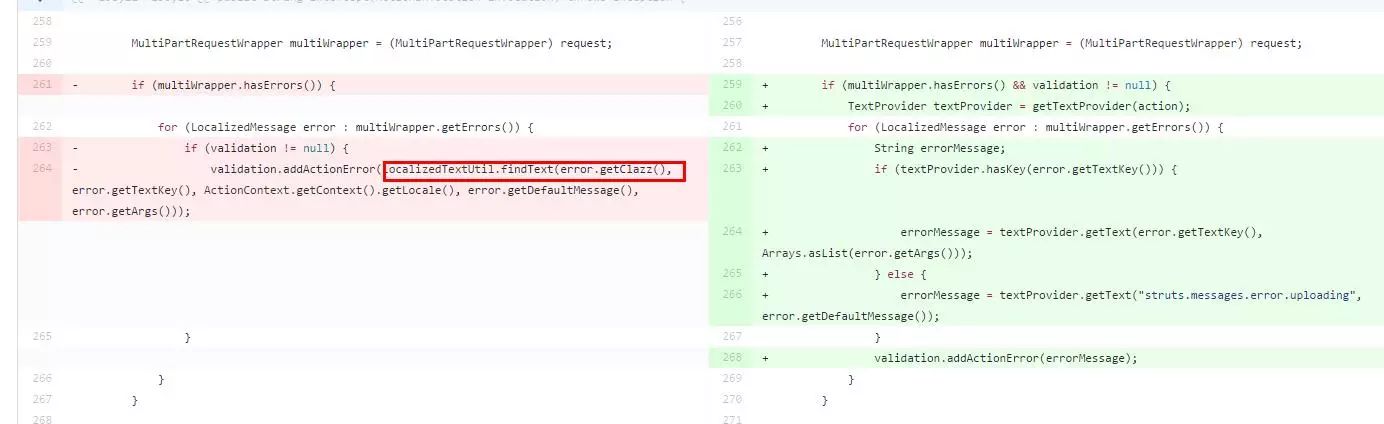 258
259 MultiPartRequestWrapper multiWrapper = (MultiPartRequestWrapper) request;
260
261 - if (multiWrapper.hasErrors()) {
262 for (LocalizedMessage error : multiWrapper.getErrors()) {
263 - if (validation != null) {
264 - validation.addActionError(LocalizedTextUtil.findText(error.getClazz(),
error.getTextKey(), ActionContext.getContext().getLocale(), error.getDefaultMessage(),
error.getArgs()));
265 }
266 }
267 }
268
256
257 MultiPartRequestWrapper multiWrapper = (MultiPartRequestWrapper) request;
258
259 + if (multiWrapper.hasErrors() && validation != null) {
260 + TextProvider textProvider = getTextProvider(action);
261 for (LocalizedMessage error : multiWrapper.getErrors()) {
262 + String errorMessage;
263 + if (textProvider.hasKey(error.getTextKey())) {
264 + errorMessage = textProvider.getText(error.getTextKey(),
Arrays.asList(error.getArgs()));
265 + } else {
266 + errorMessage = textProvider.getText("struts.messages.error.uploading",
error.getDefaultMessage());
267 }
268 + validation.addActionError(errorMessage);
269 }
270 }
271